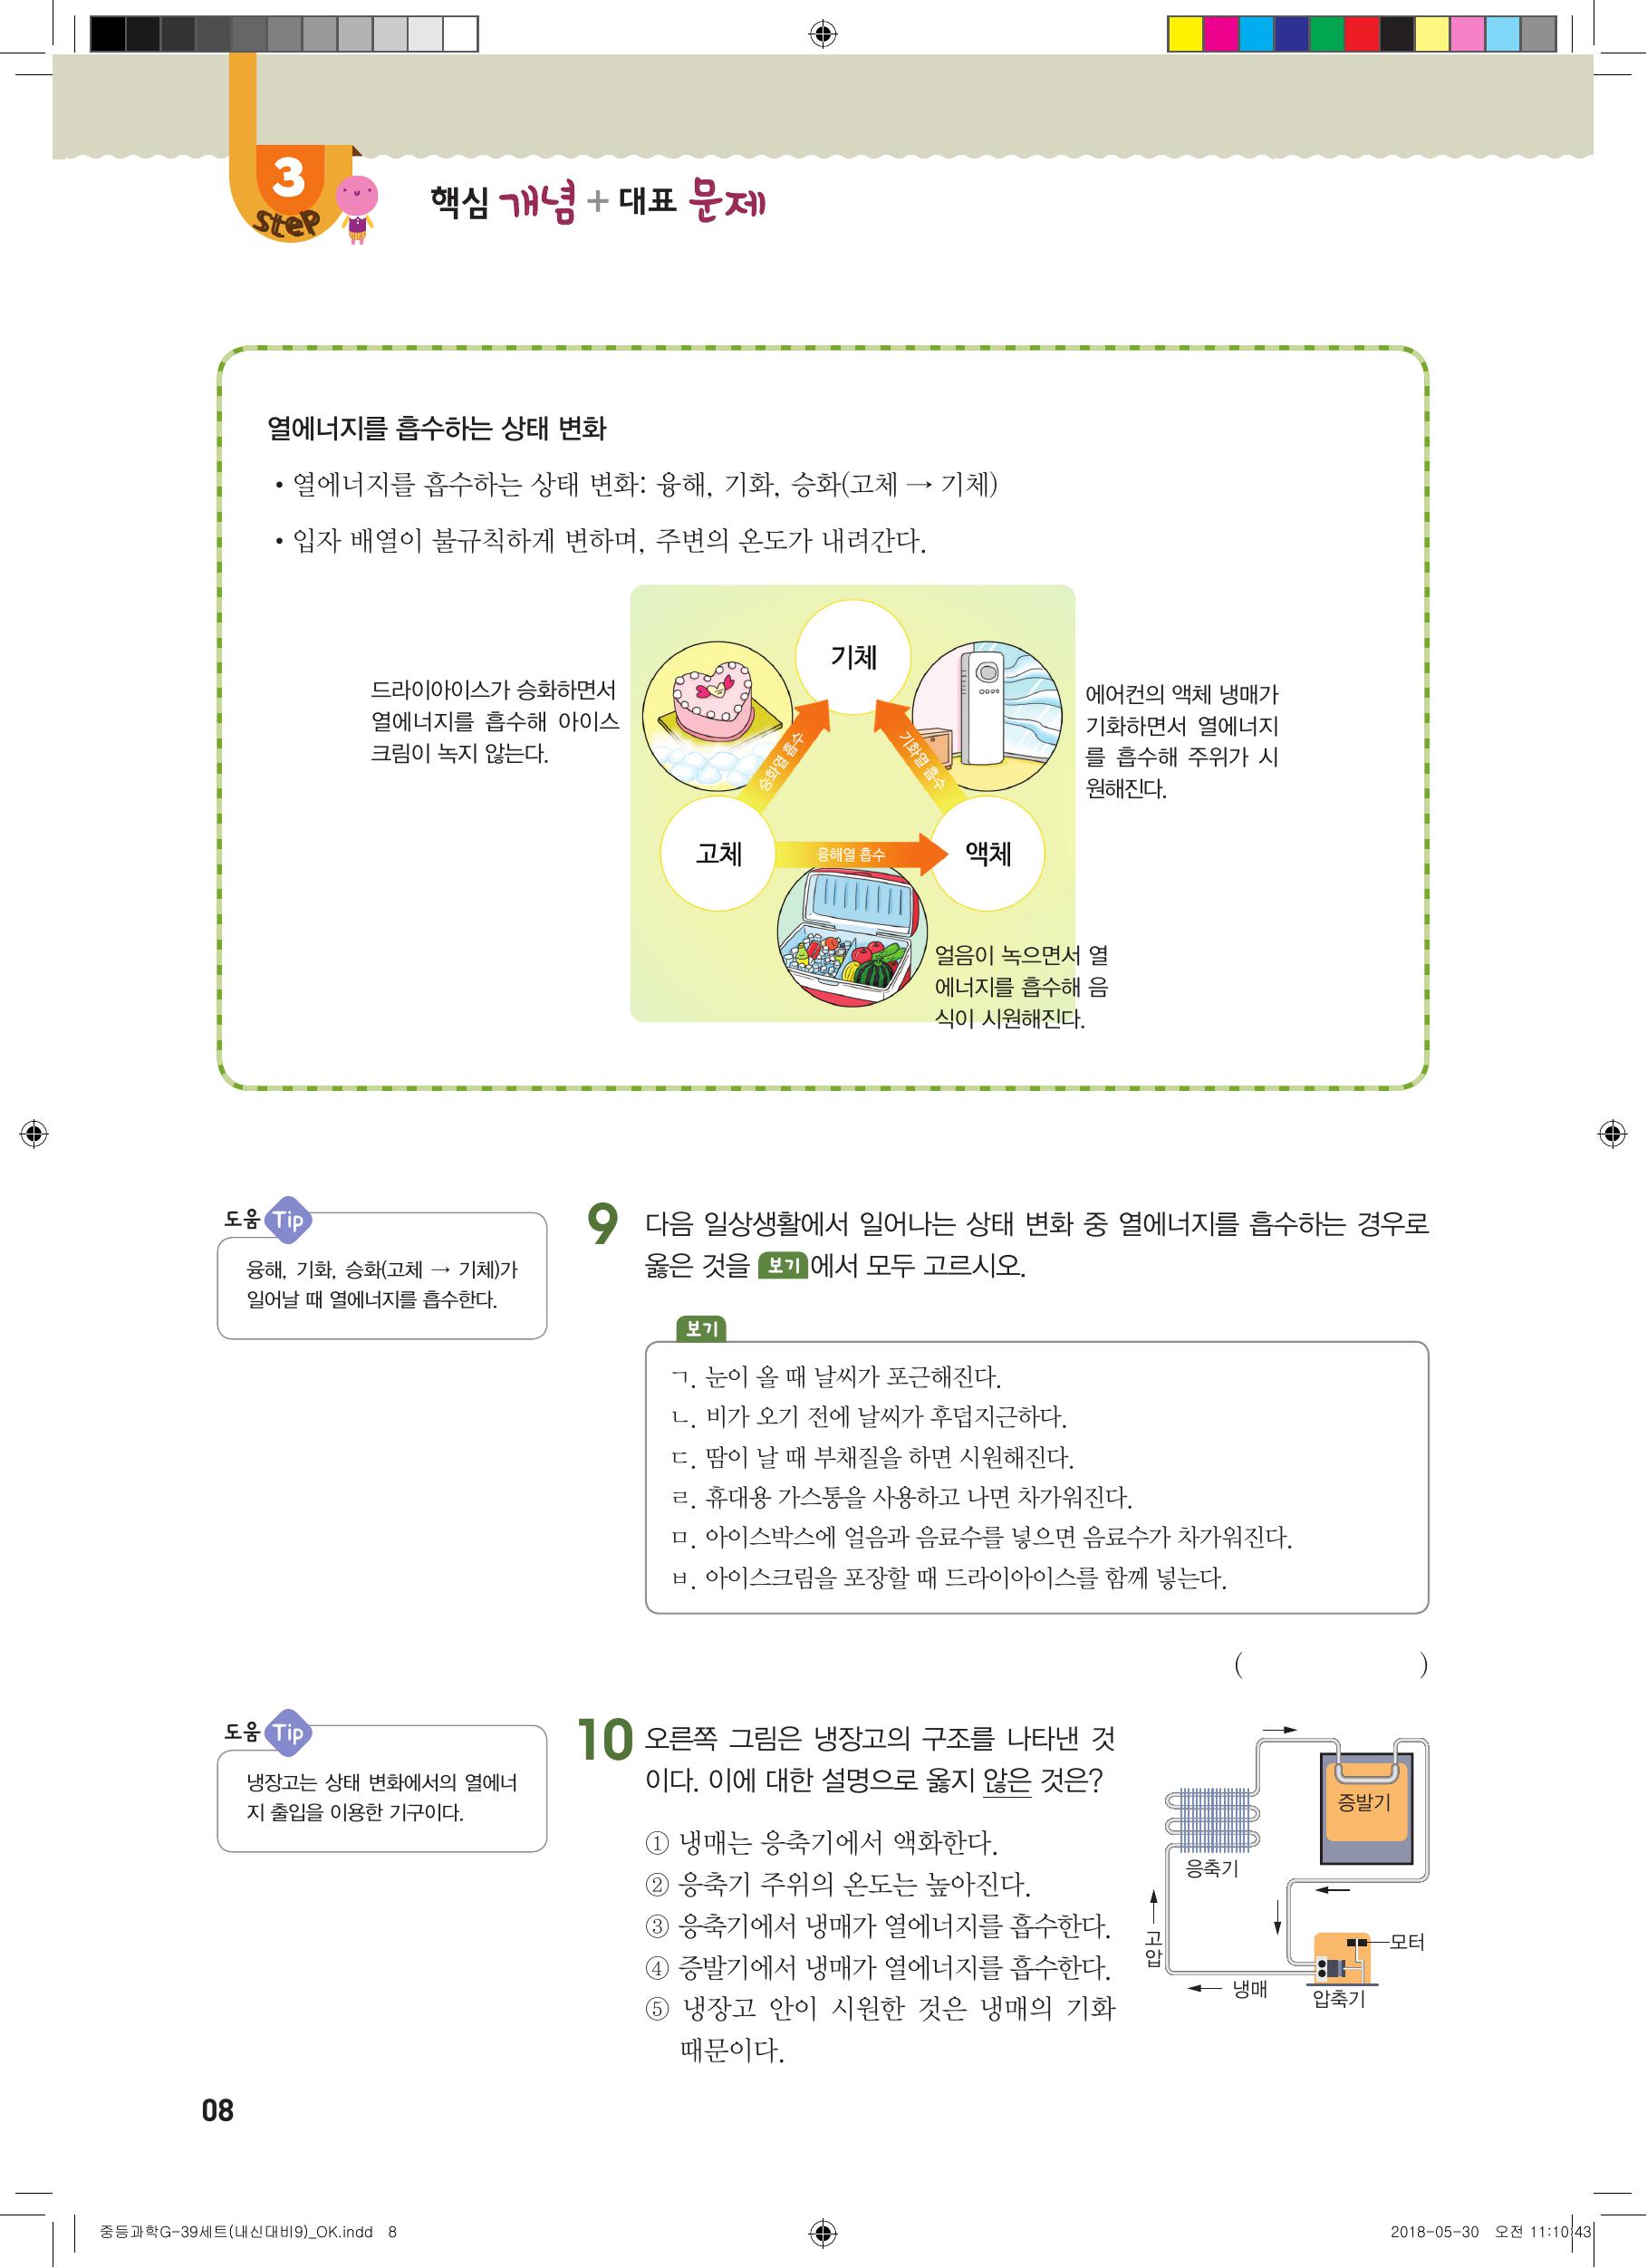 3
step
핵심 개념 + 대표 문제
열에너지를 흡수하는 상태 변화
• 열에너지를 흡수하는 상태 변화: 융해, 기화, 승화(고체 → 기체)
• 입자 배열이 불규칙하게 변하며, 주변의 온도가 내려간다.
드라이아이스가 승화하면서
열에너지를 흡수해 아이스
크림이 녹지 않는다.
기체
에어컨의 액체 냉매가
기화하면서 열에너지
를 흡수해 주위가 시
원해진다.
승화열 흡수
기화열 흡수
고체
융해열 흡수
액체
얼음이 녹으면서 열
에너지를 흡수해 음
식이 시원해진다.
도움 Tip
융해, 기화, 승화(고체 → 기체)가
일어날 때 열에너지를 흡수한다.
9 다음 일상생활에서 일어나는 상태 변화 중 열에너지를 흡수하는 경우로
옳은 것을 보기에서 모두 고르시오.
보기
ㄱ. 눈이 올 때 날씨가 포근해진다.
ㄴ. 비가 오기 전에 날씨가 후덥지근하다.
ㄷ. 땀이 날 때 부채질을 하면 시원해진다.
ㄹ. 휴대용 가스통을 사용하고 나면 차가워진다.
ㅁ. 아이스박스에 얼음과 음료수를 넣으면 음료수가 차가워진다.
ㅂ. 아이스크림을 포장할 때 드라이아이스를 함께 넣는다.
( )
도움 Tip
냉장고는 상태 변화에서의 열에너
지 출입을 이용한 기구이다.
10 오른쪽 그림은 냉장고의 구조를 나타낸 것
이다. 이에 대한 설명으로 옳지 않은 것은?
① 냉매는 응축기에서 액화한다.
② 응축기 주위의 온도는 높아진다.
③ 응축기에서 냉매가 열에너지를 흡수한다.
④ 증발기에서 냉매가 열에너지를 흡수한다.
⑤ 냉장고 안이 시원한 것은 냉매의 기화
때문이다.
증발기
응축기
고압
모터
냉매
압축기
08
중등과학G-39세트(내신대비9)_OK.indd 8
2018-05-30 오전 11:10:43